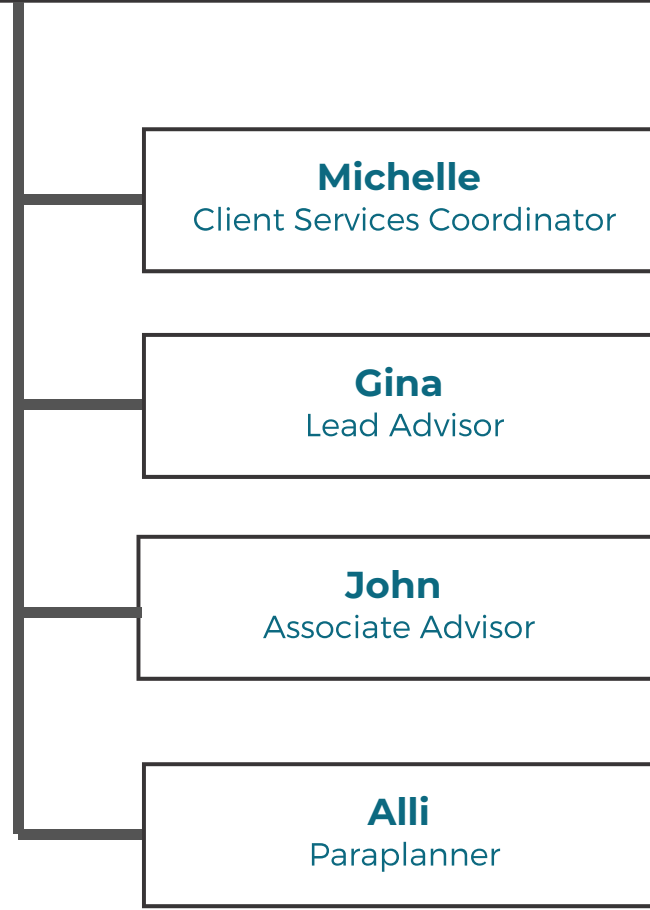 Michelle
Client Services Coordinator
Gina
Lead Advisor
John
Associate Advisor
Alli
Paraplanner